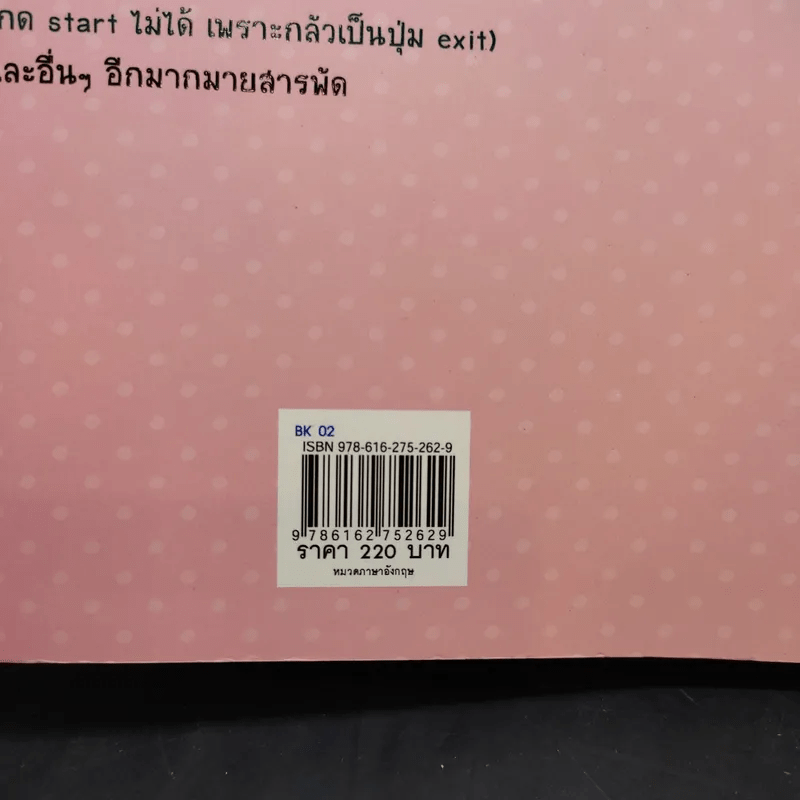 กด start ไม่ได้ เพราะกลัวเป็นปุ่ม exit)
และอื่นๆ อีกมากมายสารพัด
BK 02
ISBN 978-616-275-262-9
9 786162 752629
ราคา 220 บาท
หมวดภาษาอังกฤษ